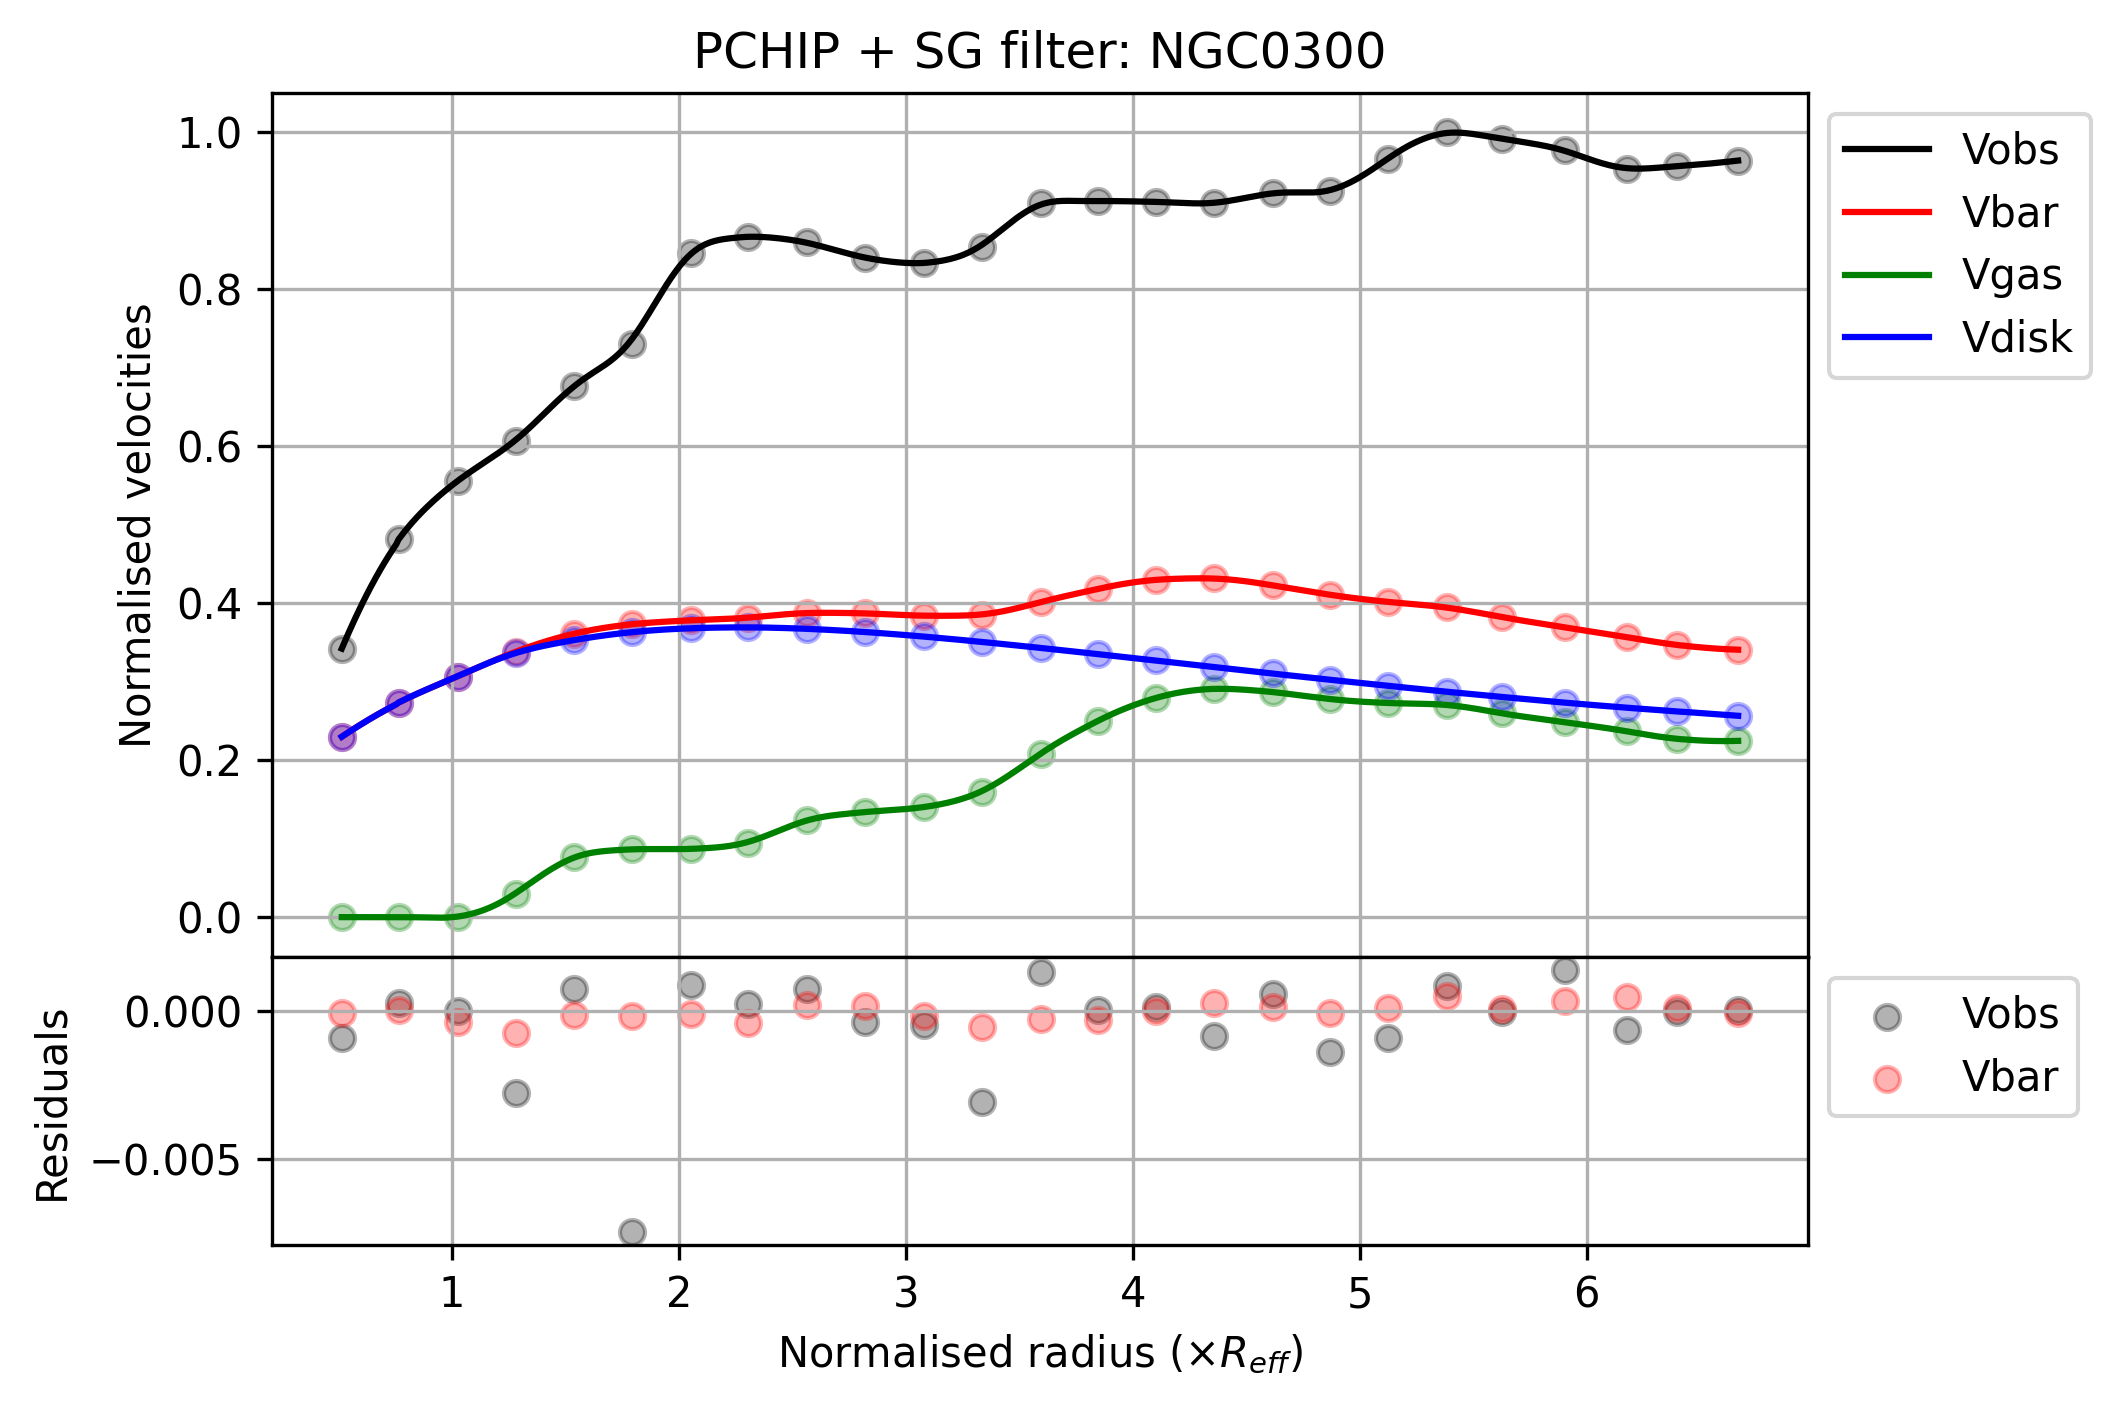 PCHIP + SG filter: NGC0300
Normalised velocities
1.0
0.8
0.6
0.4
0.2
0.0
Vobs
Vbar
Vgas
Vdisk
Residuals
0.000
−0.005
Vobs
Vbar
1 2 3 4 5 6
Normalised radius (×R_eff)